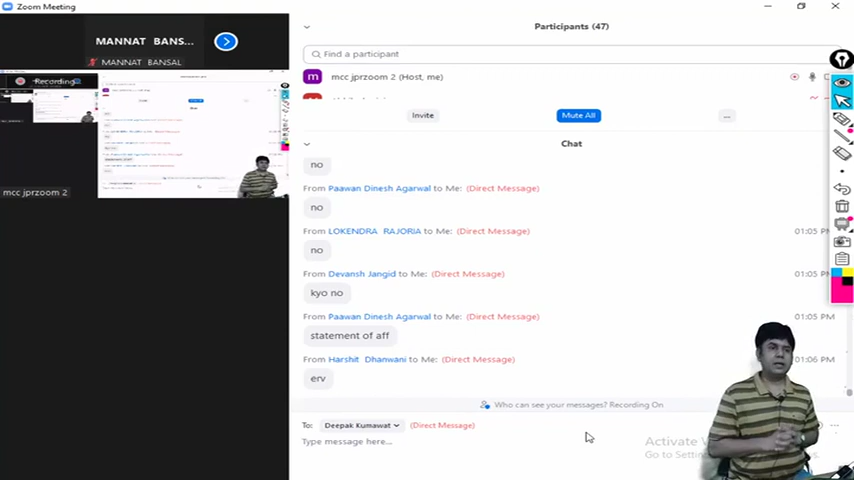 Zoom Meeting
MANNAT BANS...
MANNAT BANSAL
Recording
mcc jprzoom 2
Participants (47)
Find a participant
m
mcc jprzoom 2 (Host, me)
Invite
Mute All
...
Chat
no
From Paawan Dinesh Agarwal to Me: (Direct Message)
no
From LOKENDRA RAJORIA to Me: (Direct Message) 01:05 PM
no
From Devansh Jangid to Me: (Direct Message) 01:05 PM
kyo no
From Paawan Dinesh Agarwal to Me: (Direct Message) 01:05 PM
statement of aff
From Harshit Dhanwani to Me: (Direct Message) 01:06 PM
erv
Who can see your messages? Recording On
To: Deepak Kumawat (Direct Message)
Type message here...
Activate
Go to Setti